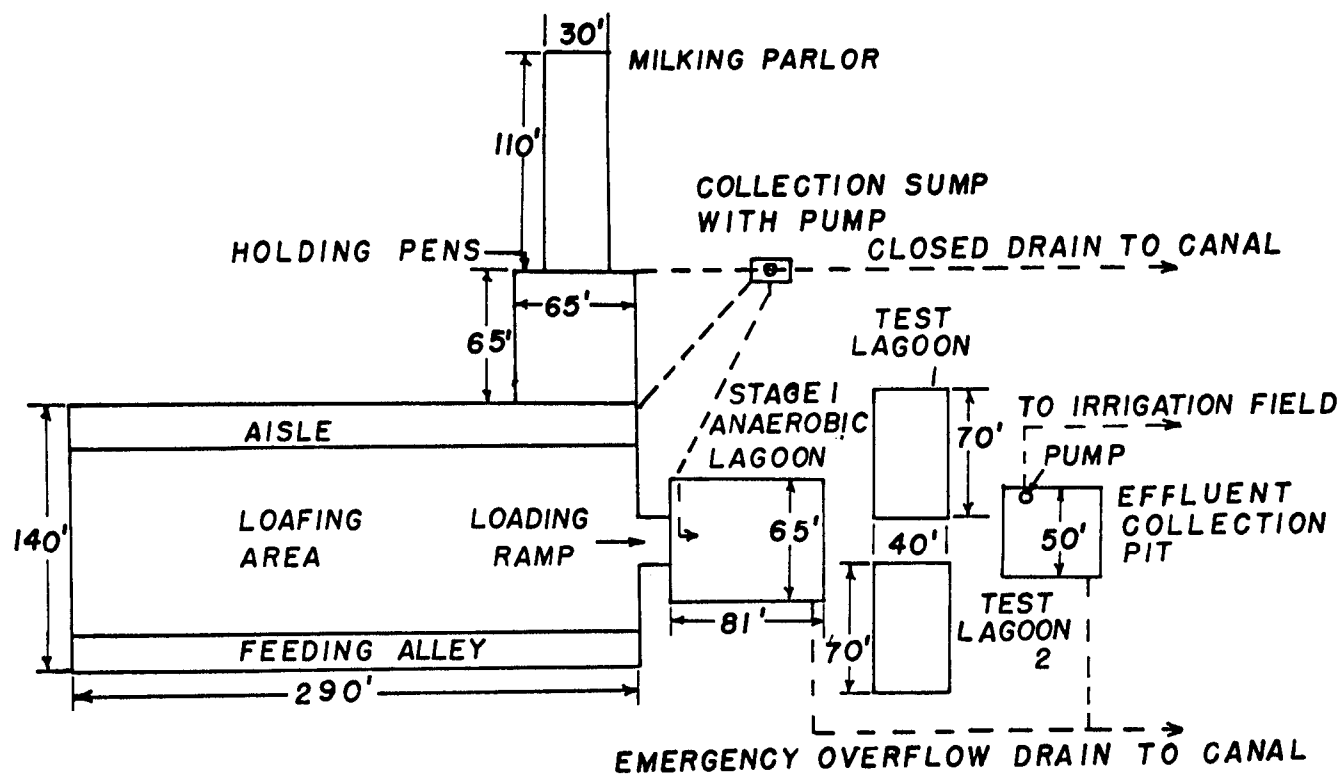 30'
MILKING PARLOR
110'
COLLECTION SUMP
WITH PUMP
HOLDING PENS
CLOSED DRAIN TO CANAL
65'
65'
TEST
LAGOON
STAGE I
ANAEROBIC
LAGOON
TO IRRIGATION FIELD
AISLE
70'
PUMP
EFFLUENT
COLLECTION
PIT
LOAFING
AREA
LOADING
RAMP
65'
50'
140'
40'
TEST
LAGOON
2
81'
70'
FEEDING ALLEY
290'
EMERGENCY OVERFLOW DRAIN TO CANAL